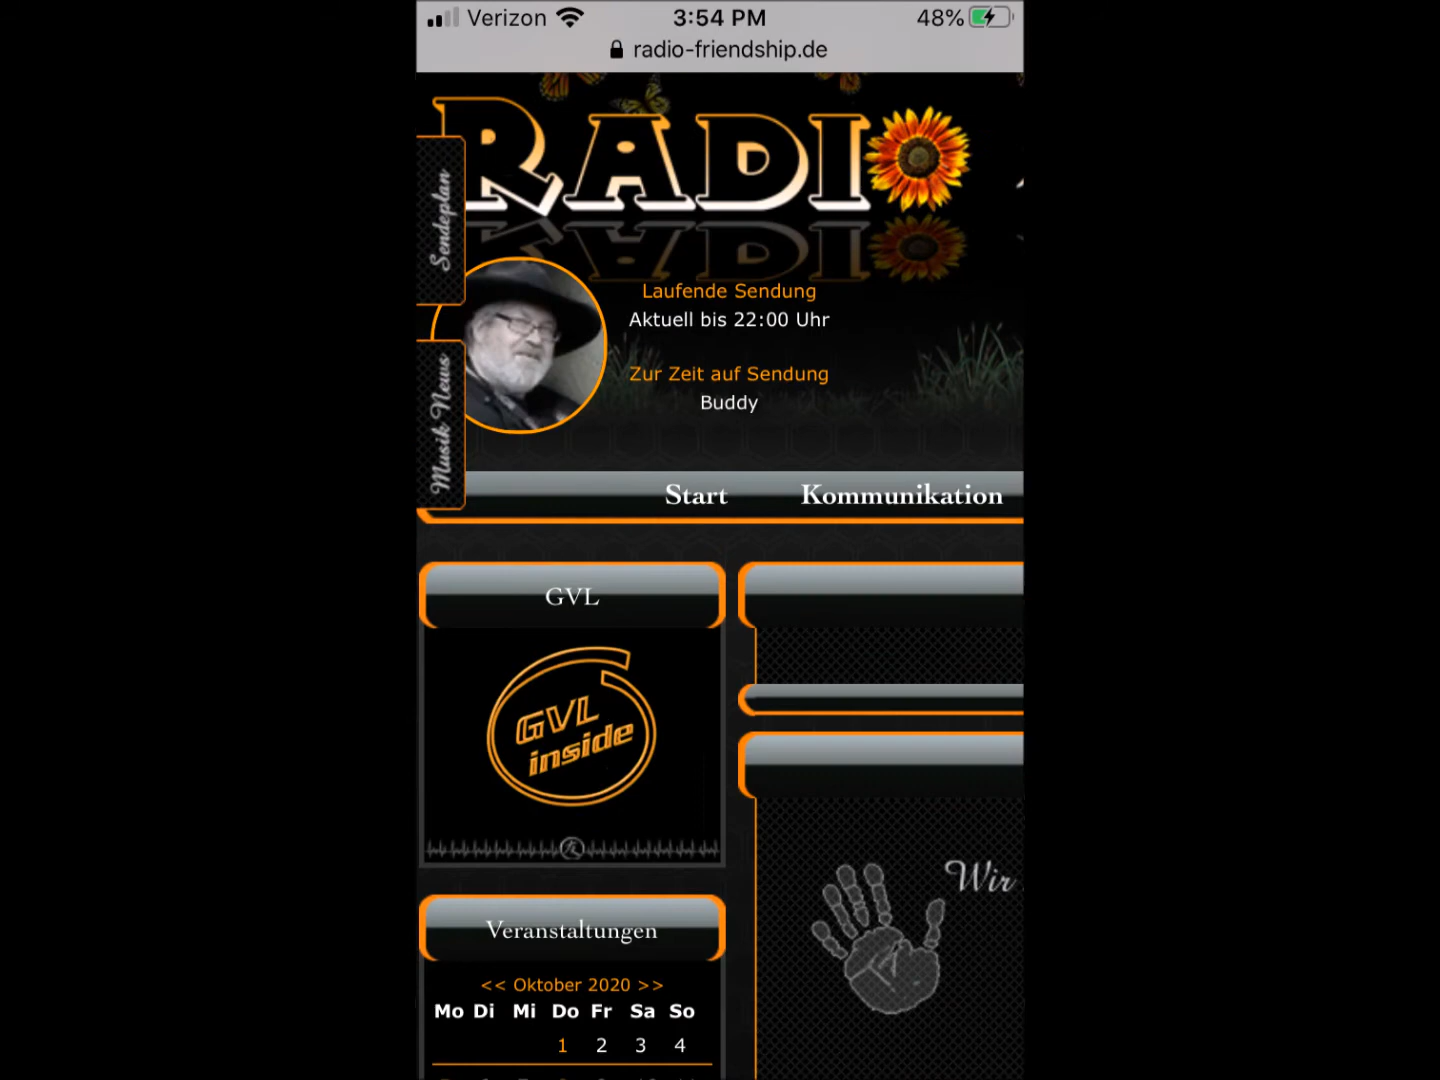 Verizon 3:54 PM 48%
radio-friendship.de
RADIO
Sendeplan
Laufende Sendung
Aktuell bis 22:00 Uhr
Zur Zeit auf Sendung
Buddy
Musik News
Start Kommunikation
GVL
GVL
inside
Wir
Veranstaltungen
<< Oktober 2020 >>
Mo Di Mi Do Fr Sa So
1 2 3 4